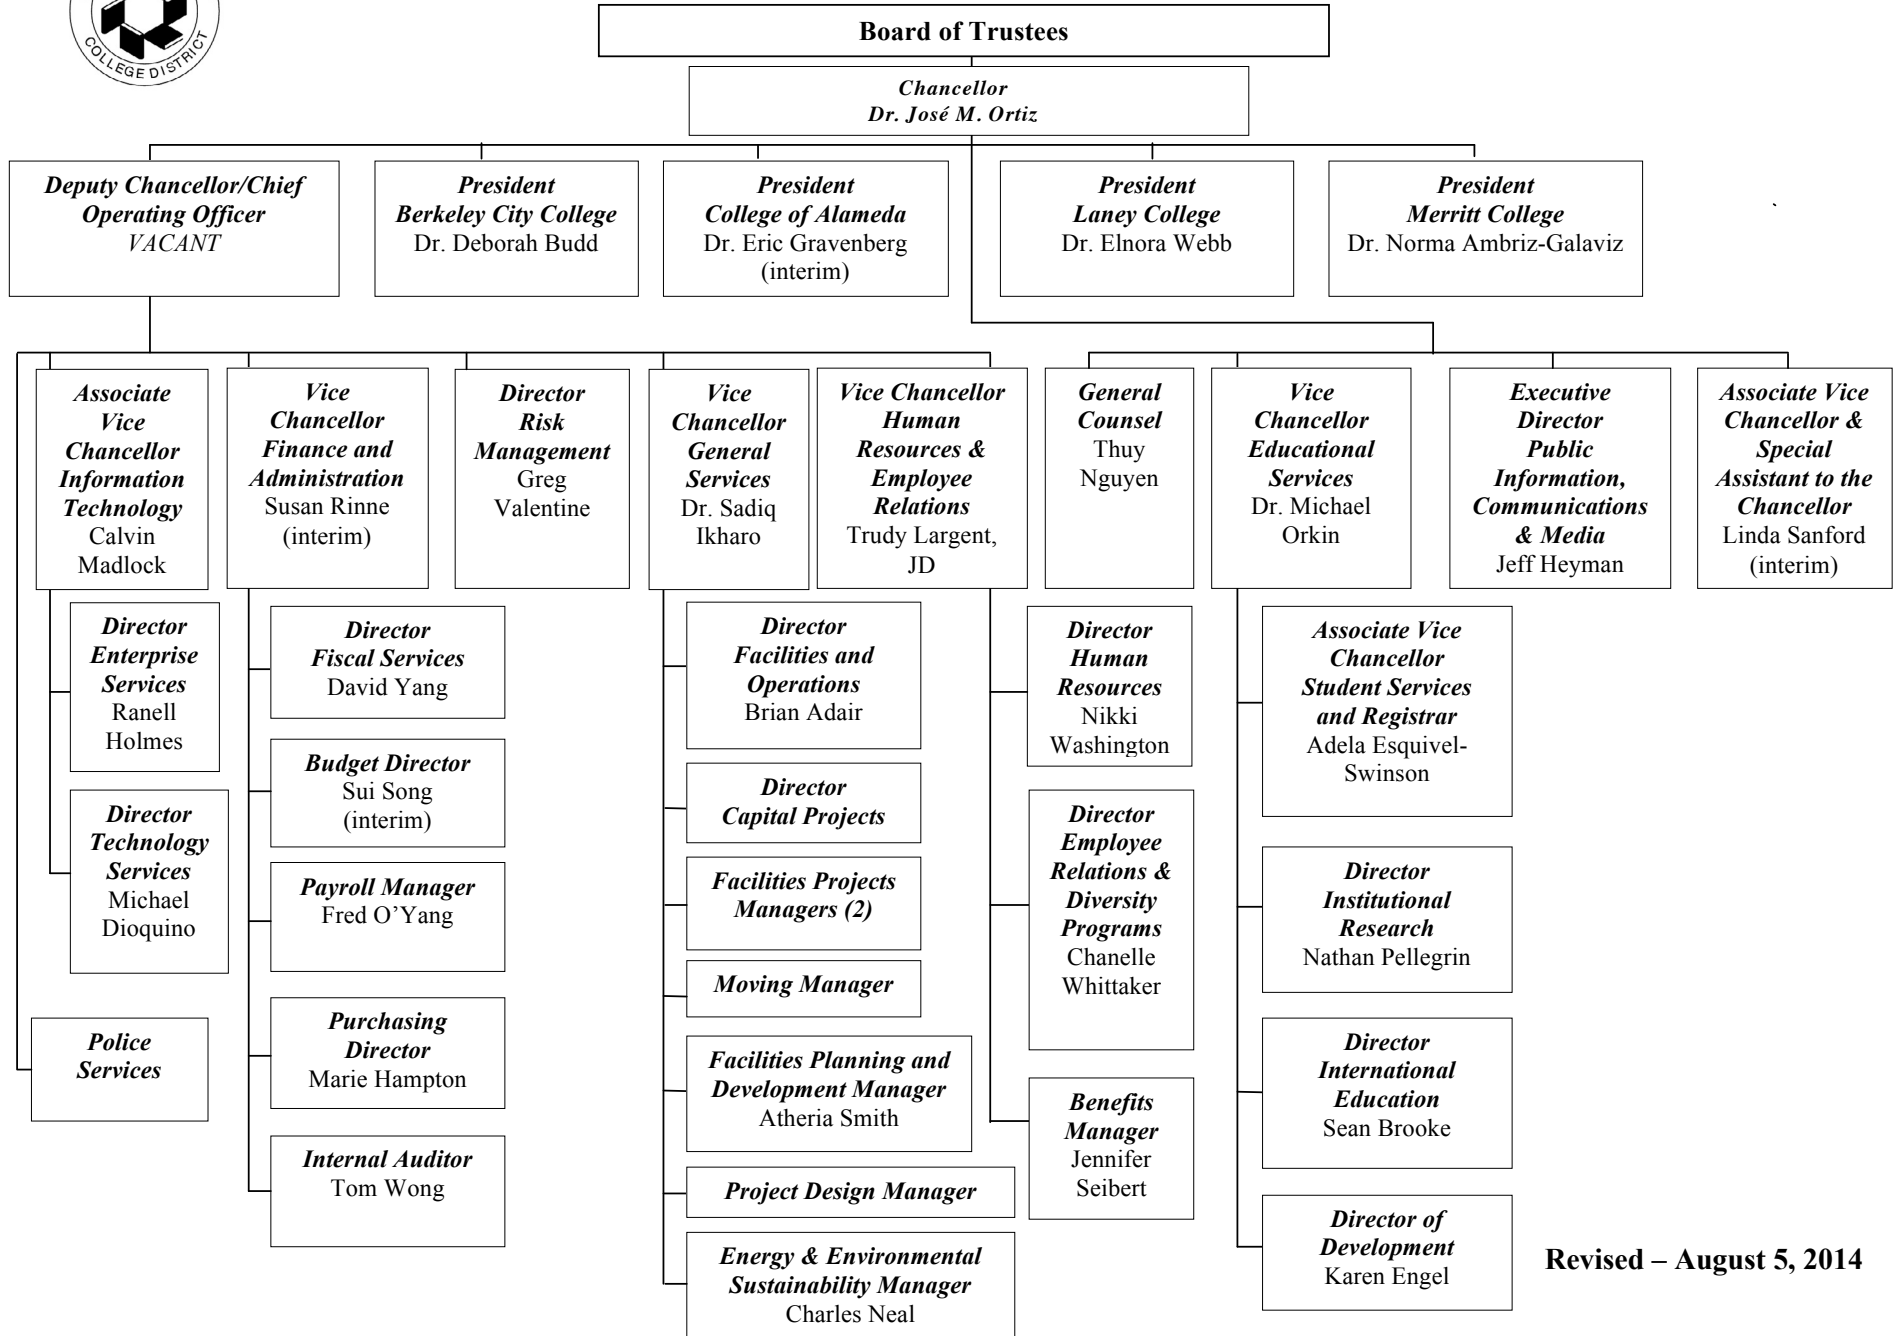 COLLEGE DISTRICT
Board of Trustees
Chancellor
Dr. José M. Ortiz
Deputy Chancellor/Chief
Operating Officer
VACANT
President
Berkeley City College
Dr. Deborah Budd
President
College of Alameda
Dr. Eric Gravenberg
(interim)
President
Laney College
Dr. Elnora Webb
President
Merritt College
Dr. Norma Ambriz-Galaviz
Associate
Vice
Chancellor
Information
Technology
Calvin
Madlock
Vice
Chancellor
Finance and
Administration
Susan Rinne
(interim)
Director
Risk
Management
Greg
Valentine
Vice
Chancellor
General
Services
Dr. Sadiq
Ikharo
Vice Chancellor
Human
Resources &
Employee
Relations
Trudy Largent,
JD
General
Counsel
Thuy
Nguyen
Vice
Chancellor
Educational
Services
Dr. Michael
Orkin
Executive
Director
Public
Information,
Communications
& Media
Jeff Heyman
Associate Vice
Chancellor &
Special
Assistant to the
Chancellor
Linda Sanford
(interim)
Director
Enterprise
Services
Ranell
Holmes
Director
Technology
Services
Michael
Dioquino
Police
Services
Director
Fiscal Services
David Yang
Budget Director
Sui Song
(interim)
Payroll Manager
Fred O’Yang
Purchasing
Director
Marie Hampton
Internal Auditor
Tom Wong
Director
Facilities and
Operations
Brian Adair
Director
Capital Projects
Facilities Projects
Managers (2)
Moving Manager
Facilities Planning and
Development Manager
Atheria Smith
Project Design Manager
Energy & Environmental
Sustainability Manager
Charles Neal
Director
Human
Resources
Nikki
Washington
Director
Employee
Relations &
Diversity
Programs
Chanelle
Whittaker
Benefits
Manager
Jennifer
Seibert
Associate Vice
Chancellor
Student Services
and Registrar
Adela Esquivel-
Swinson
Director
Institutional
Research
Nathan Pellegrin
Director
International
Education
Sean Brooke
Director of
Development
Karen Engel
Revised – August 5, 2014